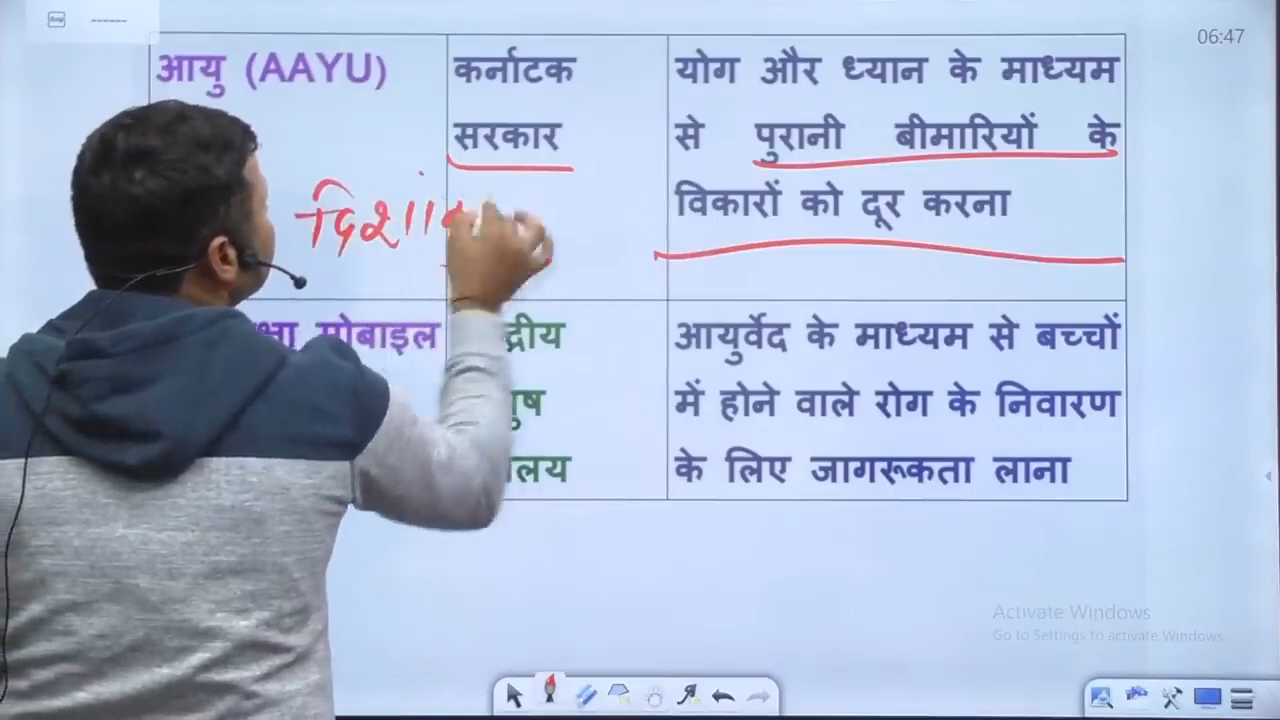 06:47
आयु (AAYU)
कर्नाटक
सरकार
योग और ध्यान के माध्यम
से पुरानी बीमारियों के
विकारों को दूर करना
मोबाइल
आयुर्वेद के माध्यम से बच्चों
में होने वाले रोग के निवारण
के लिए जागरूकता लाना
Activate Windows
Go to Settings to activate Windows.